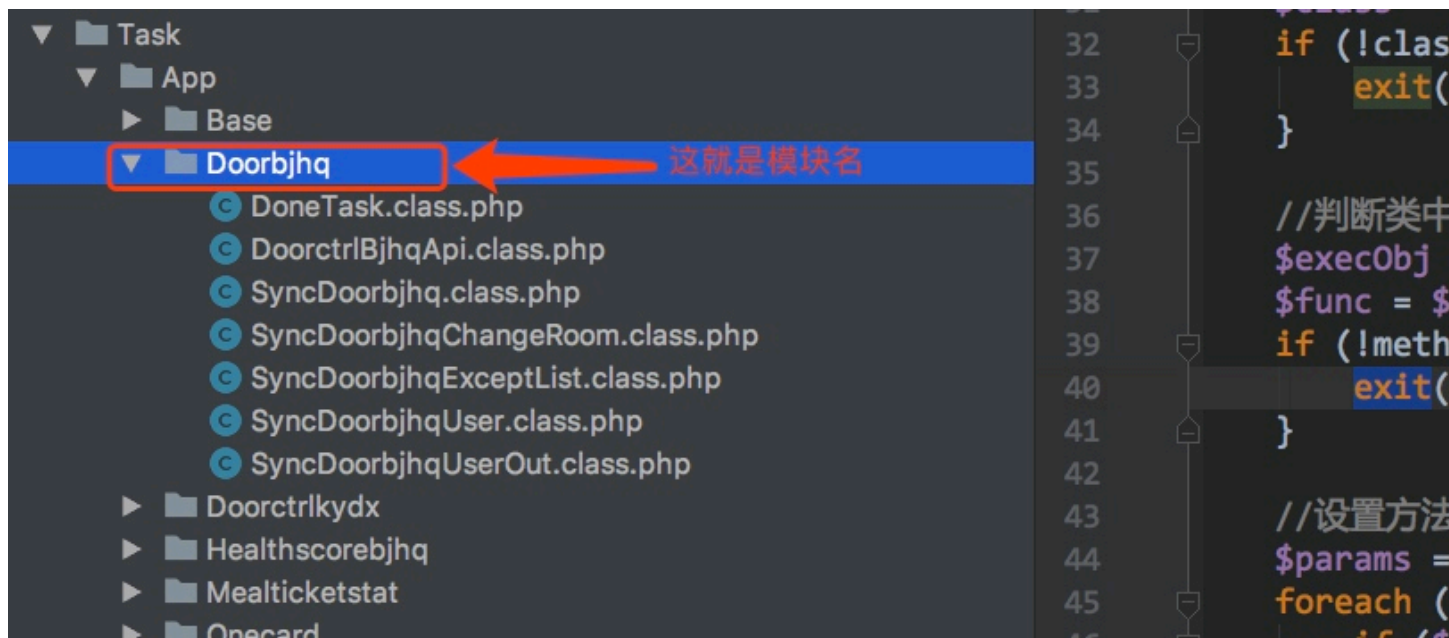 Task
App
Base
Doorbjhq
这就是模块名
DoneTask.class.php
DoorctrlBjhqApi.class.php
SyncDoorbjhq.class.php
SyncDoorbjhqChangeRoom.class.php
SyncDoorbjhqExceptList.class.php
SyncDoorbjhqUser.class.php
SyncDoorbjhqUserOut.class.php
Doorctrlkydx
Healthscorebjhq
Mealticketstat
Onecard
32 if (!clas
33 exit(
34 }
35
36 //判断类中
37 $execObj
38 $func = $
39 if (!meth
40 exit(
41 }
42
43 //设置方法
44 $params =
45 foreach (